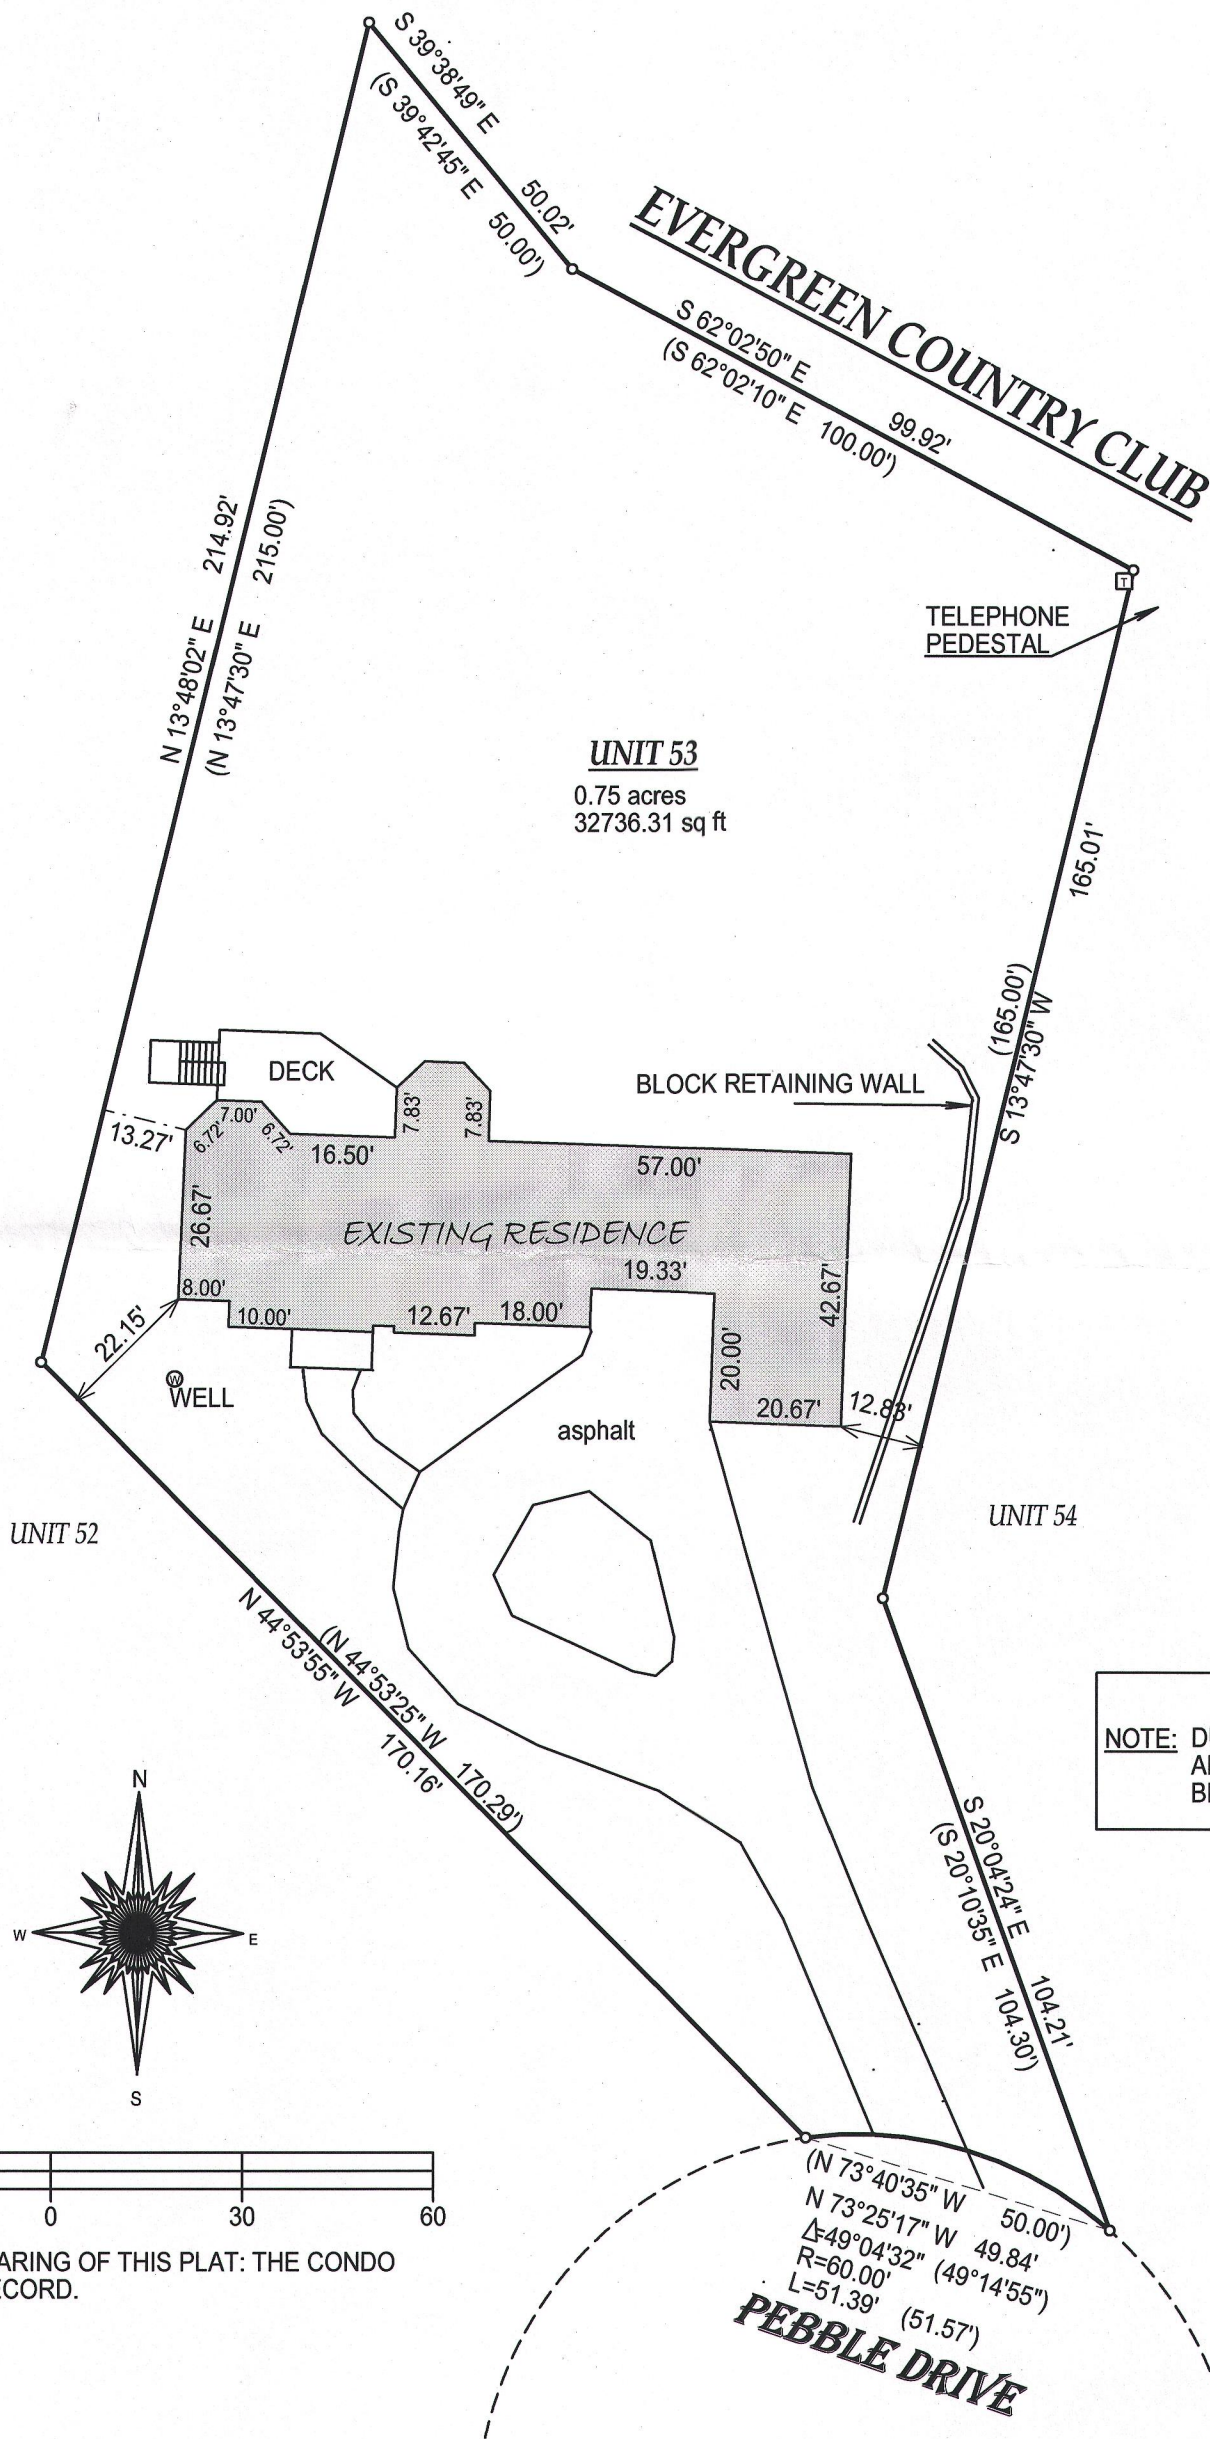 S 39°38'49" E 50.02'
(S 39°42'45" E 50.00')
EVERGREEN COUNTRY CLUB
S 62°02'50" E 99.92'
(S 62°02'10" E 100.00')
T
TELEPHONE
PEDESTAL
N 13°48'02" E 214.92'
(N 13°47'30" E 215.00')
UNIT 53
0.75 acres
32736.31 sq ft
165.01'
(165.00')
S 13°47'30" W
DECK
BLOCK RETAINING WALL
13.27'
6.72'
7.00'
6.72'
16.50'
7.83'
7.83'
57.00'
26.67'
EXISTING RESIDENCE
19.33'
42.67'
8.00'
10.00'
12.67'
18.00'
20.00'
20.67'
12.83'
22.15'
W
WELL
asphalt
UNIT 52
UNIT 54
(N 44°53'25" W 170.29')
N 44°53'55" W 170.16'
NOTE:
S 20°04'24" E 104.21'
(S 20°10'35" E 104.30')
N
W
E
S
0 30 60
ARING OF THIS PLAT: THE CONDO
ECORD.
(N 73°40'35" W 50.00')
N 73°25'17" W 49.84'
Δ=49°04'32" (49°14'55")
R=60.00'
L=51.39' (51.57')
PEBBLE DRIVE